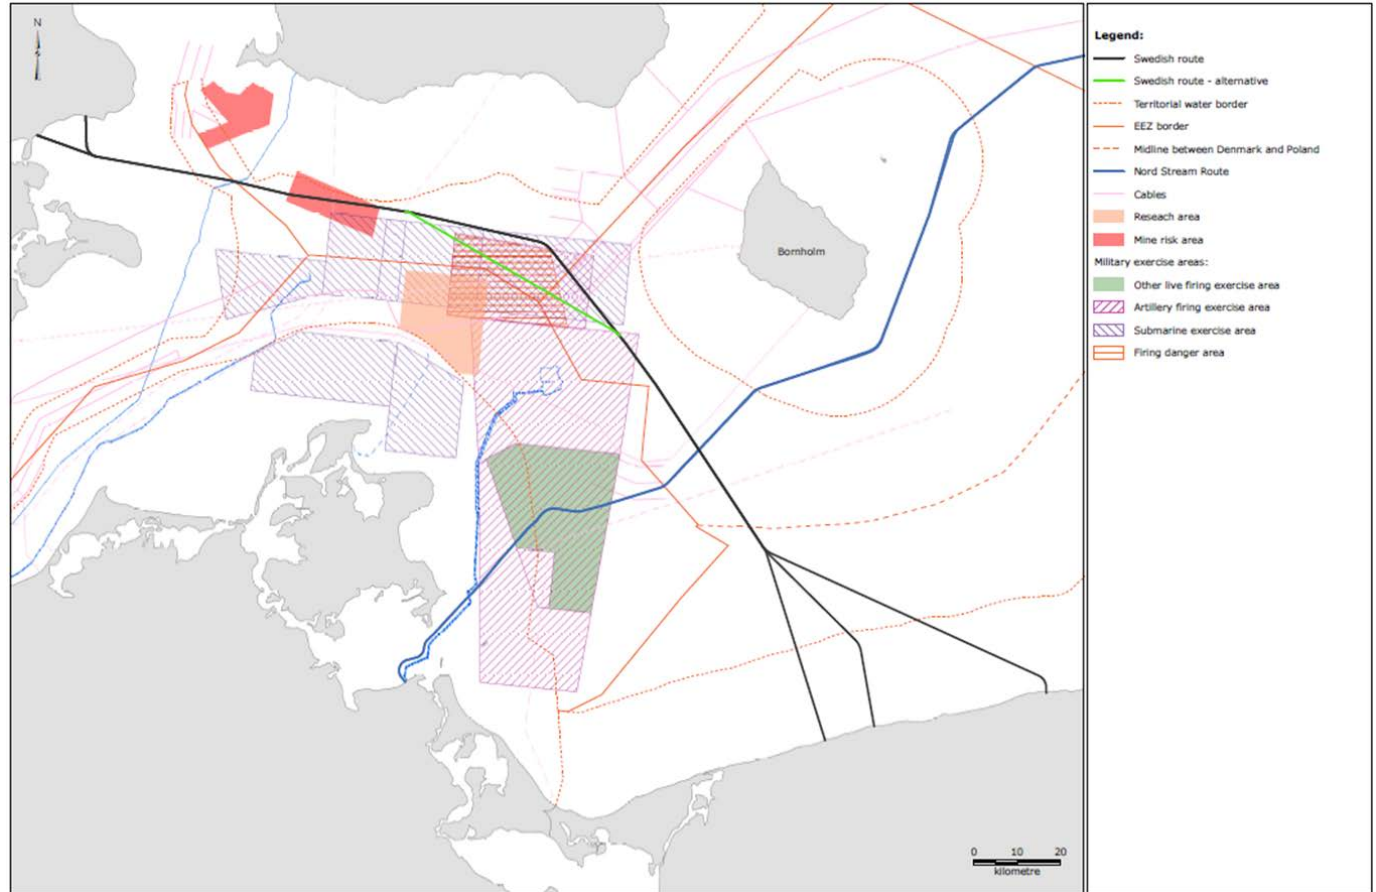 N
Bornholm
0 10 20
kilometre
Legend:
Swedish route
Swedish route - alternative
Territorial water border
EEZ border
Midline between Denmark and Poland
Nord Stream Route
Cables
Reseach area
Mine risk area
Military exercise areas:
Other live firing exercise area
Artillery firing exercise area
Submarine exercise area
Firing danger area